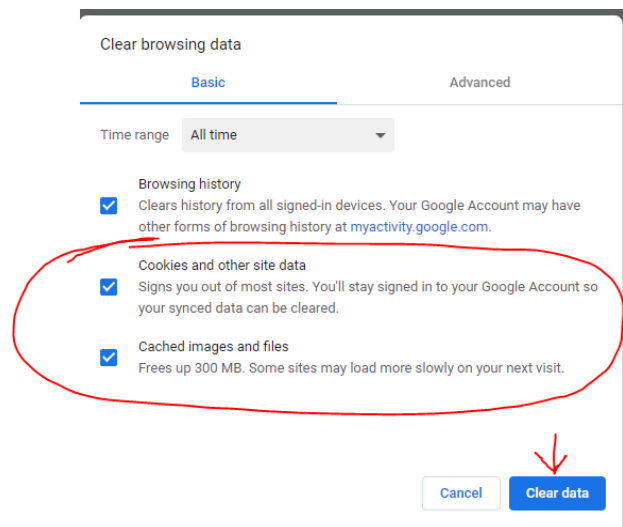 Clear browsing data
Basic
Advanced
Time range
All time
Browsing history
Clears history from all signed-in devices. Your Google Account may have
other forms of browsing history at myactivity.google.com.
Cookies and other site data
Signs you out of most sites. You'll stay signed in to your Google Account so
your synced data can be cleared.
Cached images and files
Frees up 300 MB. Some sites may load more slowly on your next visit.
Cancel
Clear data